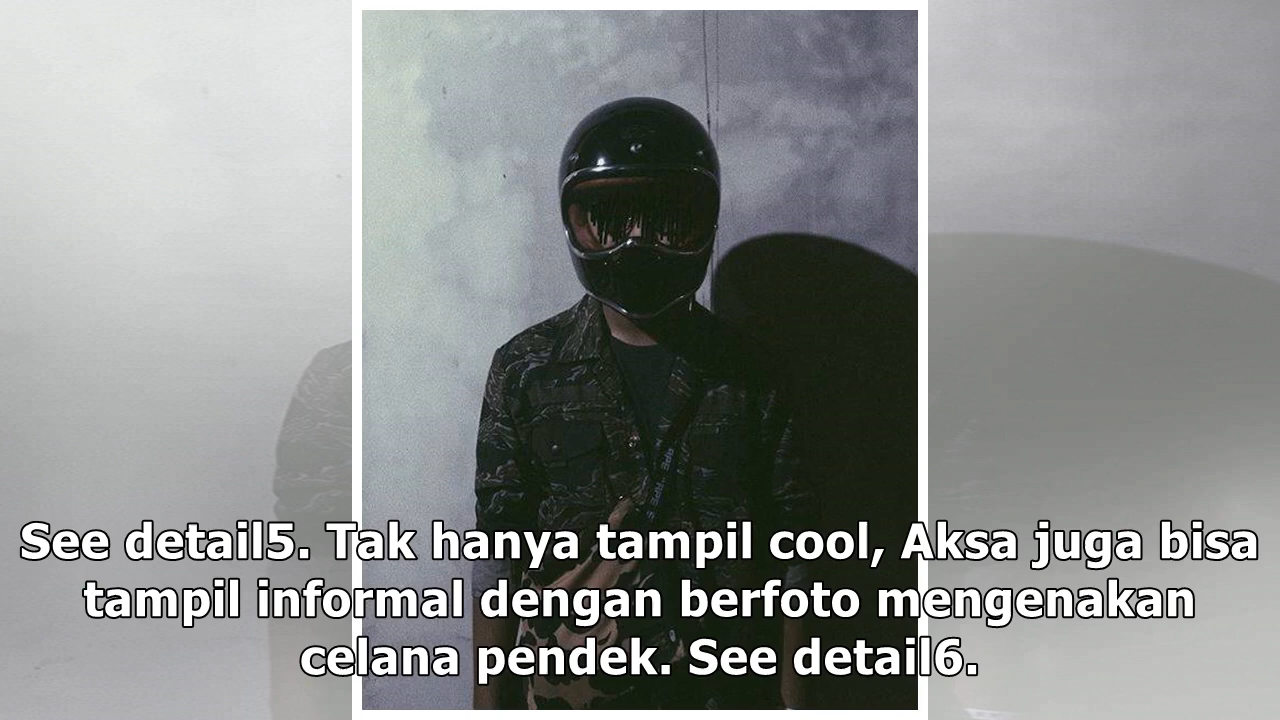 See detail5. Tak hanya tampil cool, Aksa juga bisa
tampil informal dengan berfoto mengenakan
celana pendek. See detail6.